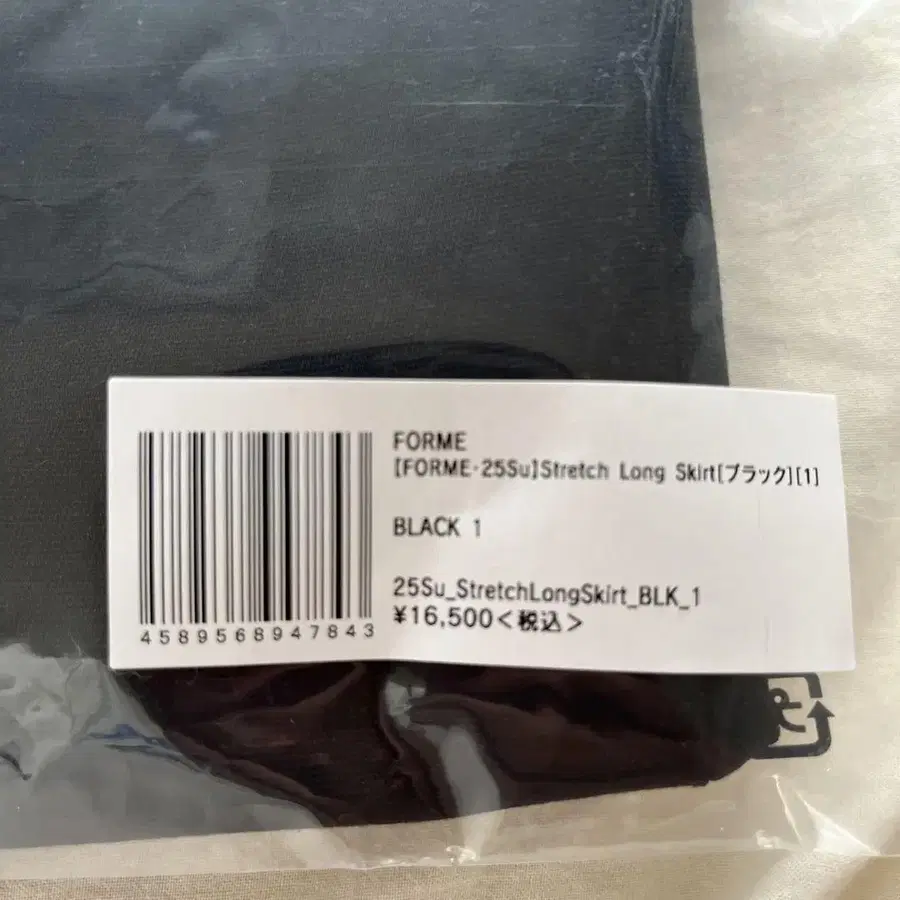 FORME
[FORME·25Su]Stretch Long Skirt[ブラック][1]
BLACK 1
25Su_StretchLongSkirt_BLK_1
¥16,500<税込>
4589568947843